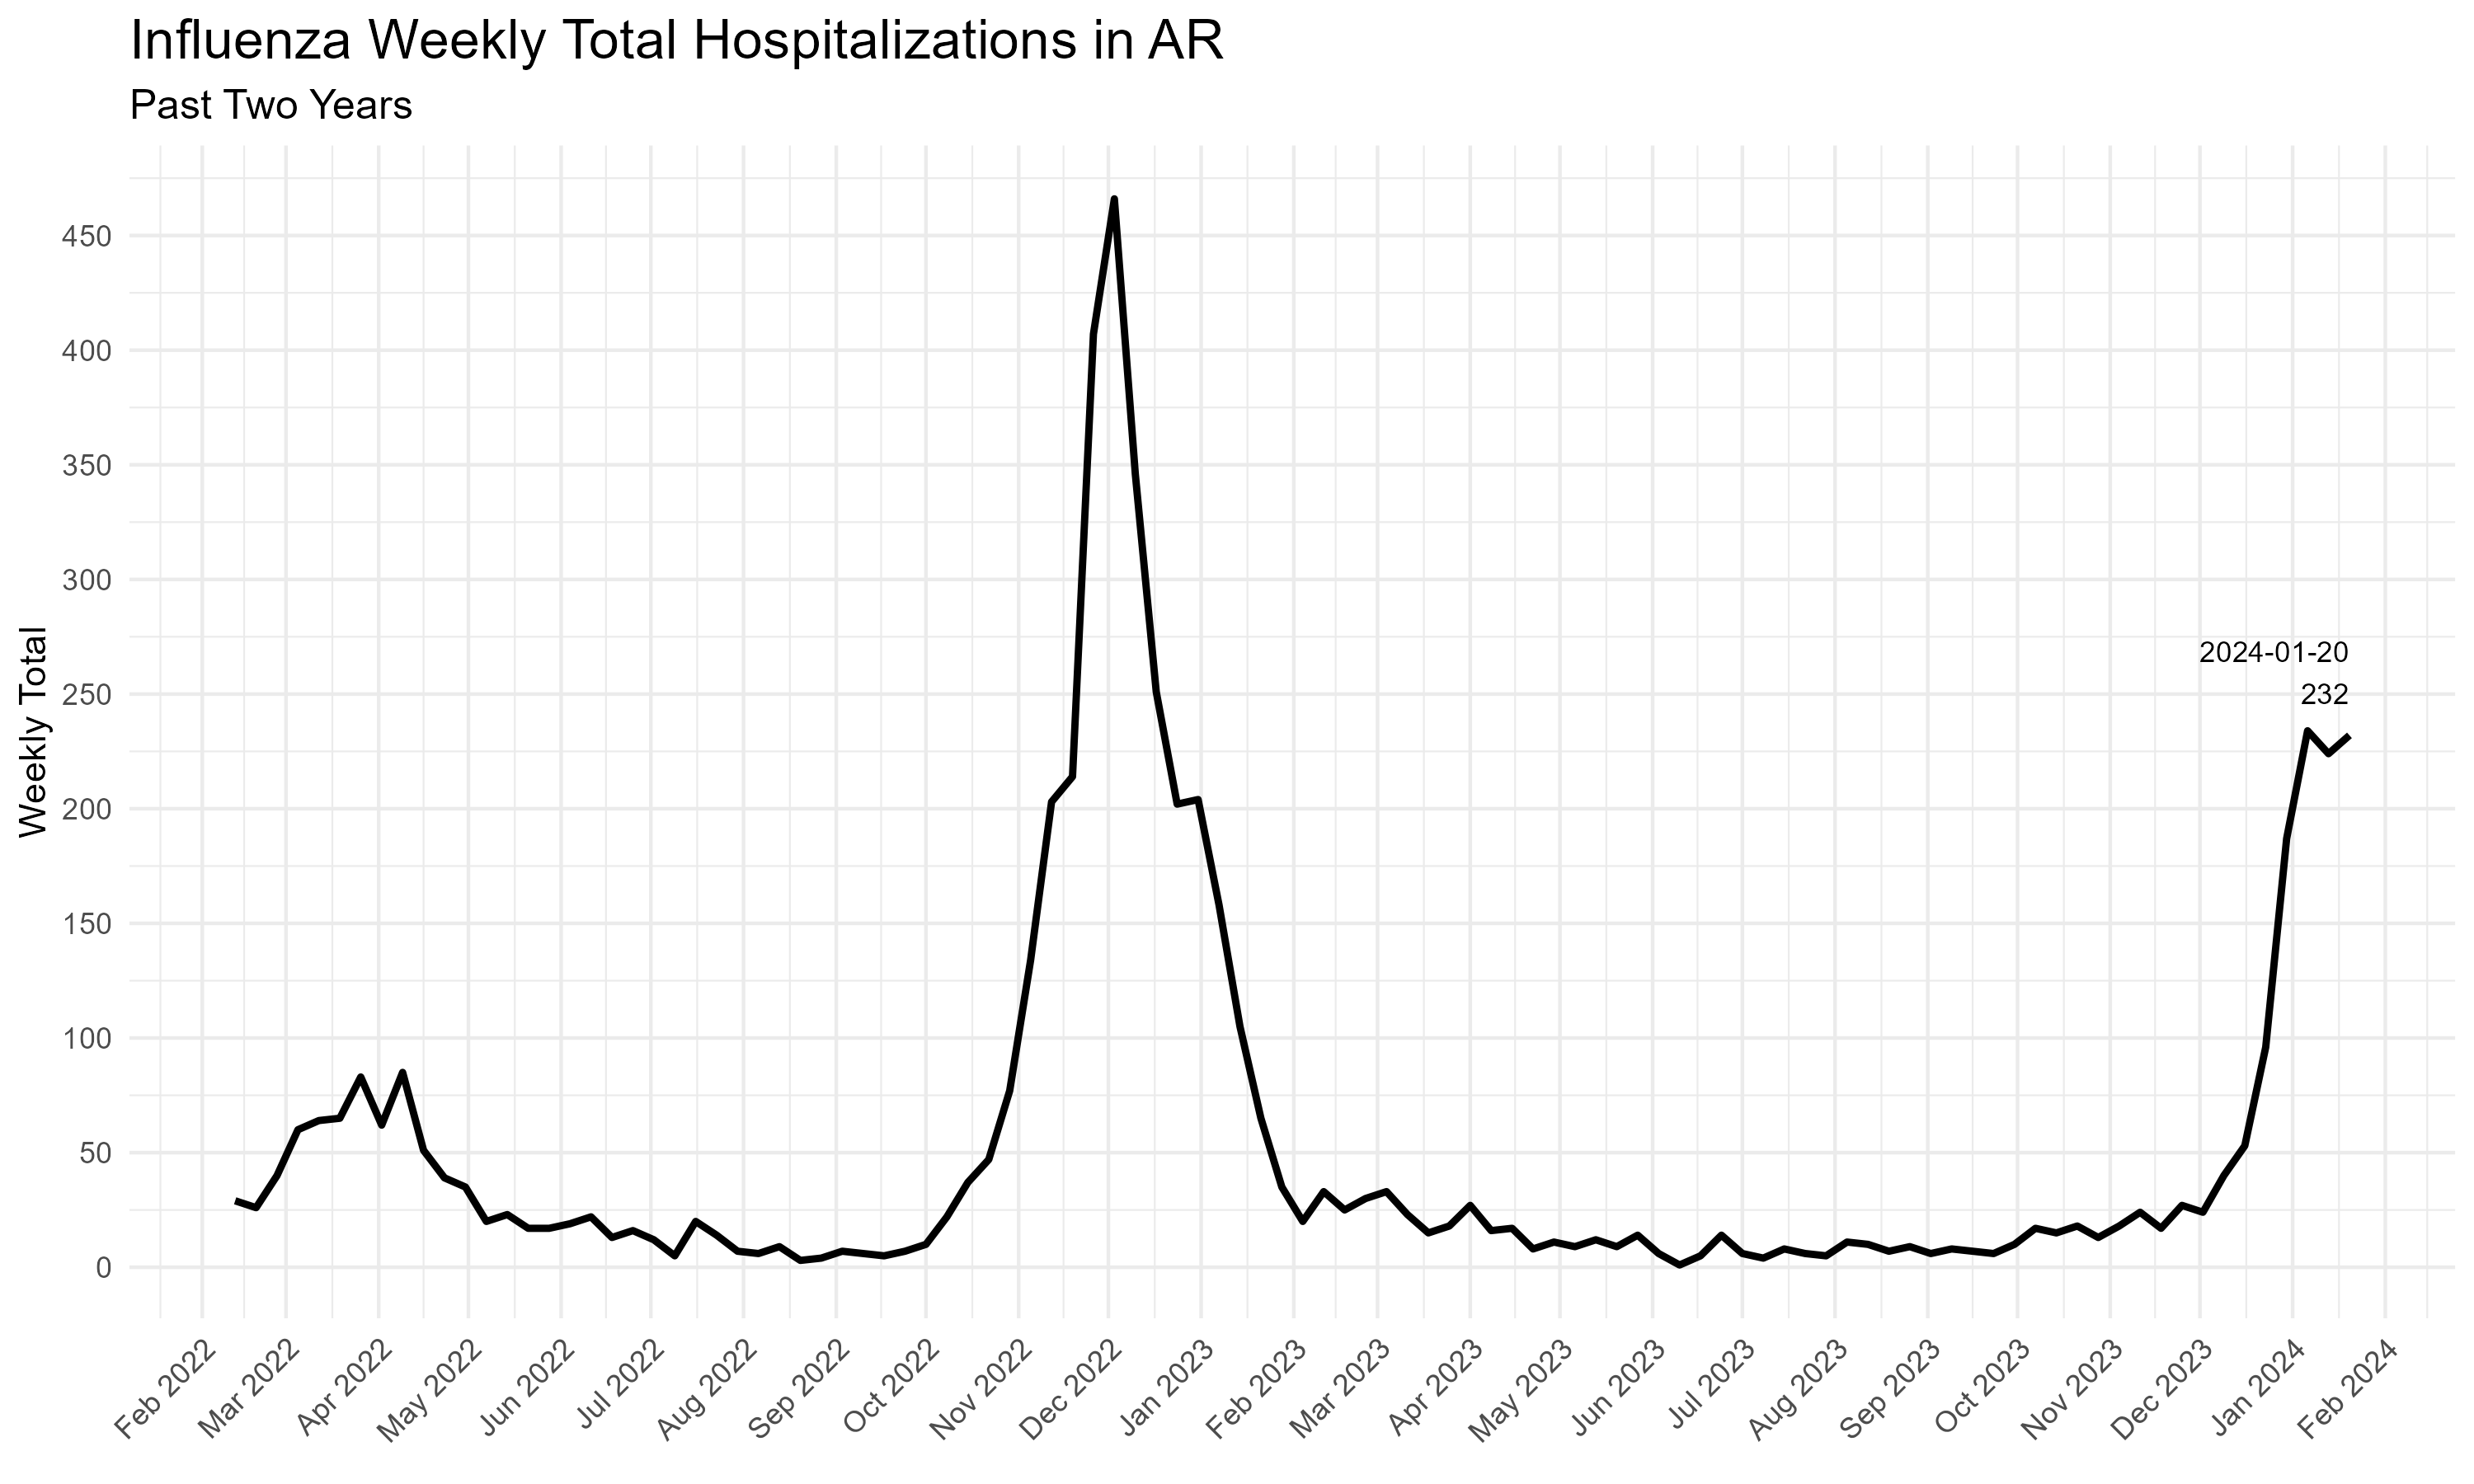 Influenza Weekly Total Hospitalizations in AR
Past Two Years
Weekly Total
450
400
350
300
250
200
150
100
50
0
2024-01-20
232
Feb 2022
Mar 2022
Apr 2022
May 2022
Jun 2022
Jul 2022
Aug 2022
Sep 2022
Oct 2022
Nov 2022
Dec 2022
Jan 2023
Feb 2023
Mar 2023
Apr 2023
May 2023
Jun 2023
Jul 2023
Aug 2023
Sep 2023
Oct 2023
Nov 2023
Dec 2023
Jan 2024
Feb 2024